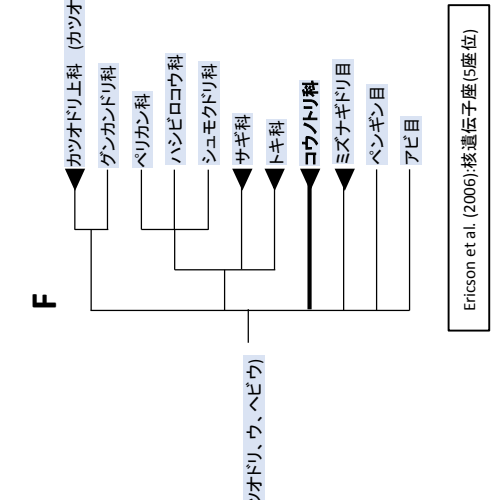 F
カツオドリ上科 (カツオ
グンカンドリ科
ペリカン科
ハシビロコウ科
シュモクドリ科
サギ科
トキ科
コウノトリ科
ミズナギドリ目
ペンギン目
アビ目
ツオドリ、ウ、ヘビウ)
Ericson et al. (2006):核遺伝子座(5座位)